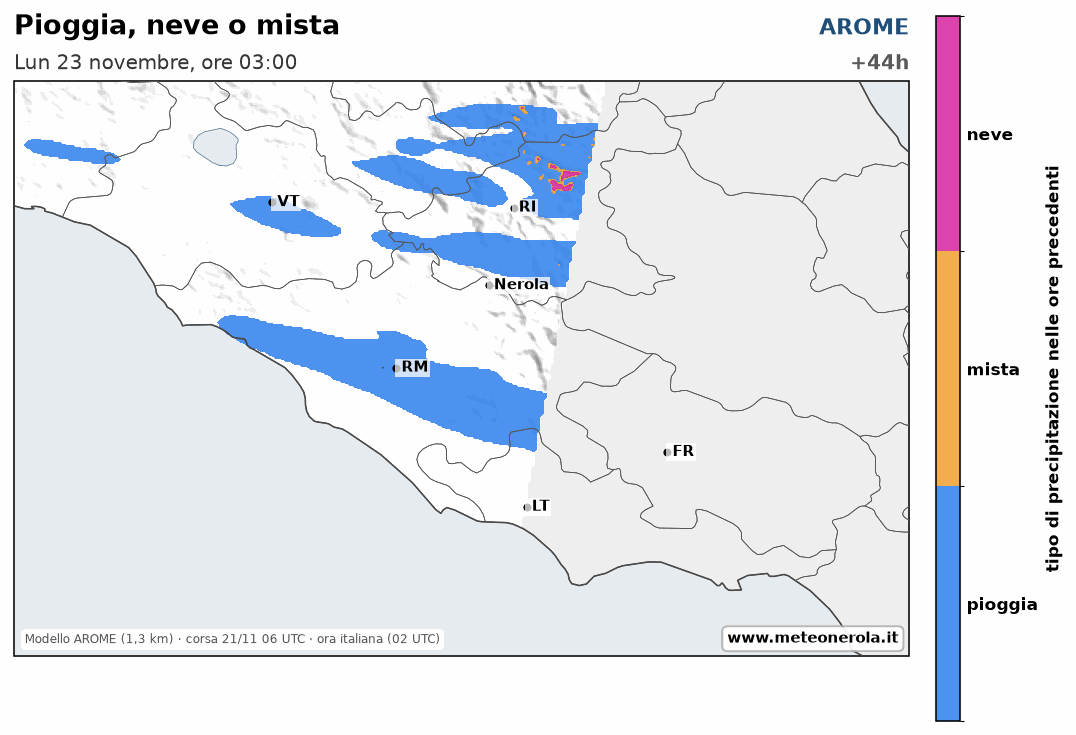 Pioggia, neve o mista
AROME
Lun 23 novembre, ore 03:00
+44h
neve
mista
pioggia
tipo di precipitazione nelle ore precedenti
VT
RI
Nerola
RM
FR
LT
Modello AROME (1,3 km) · corsa 21/11 06 UTC · ora italiana (02 UTC)
www.meteonerola.it